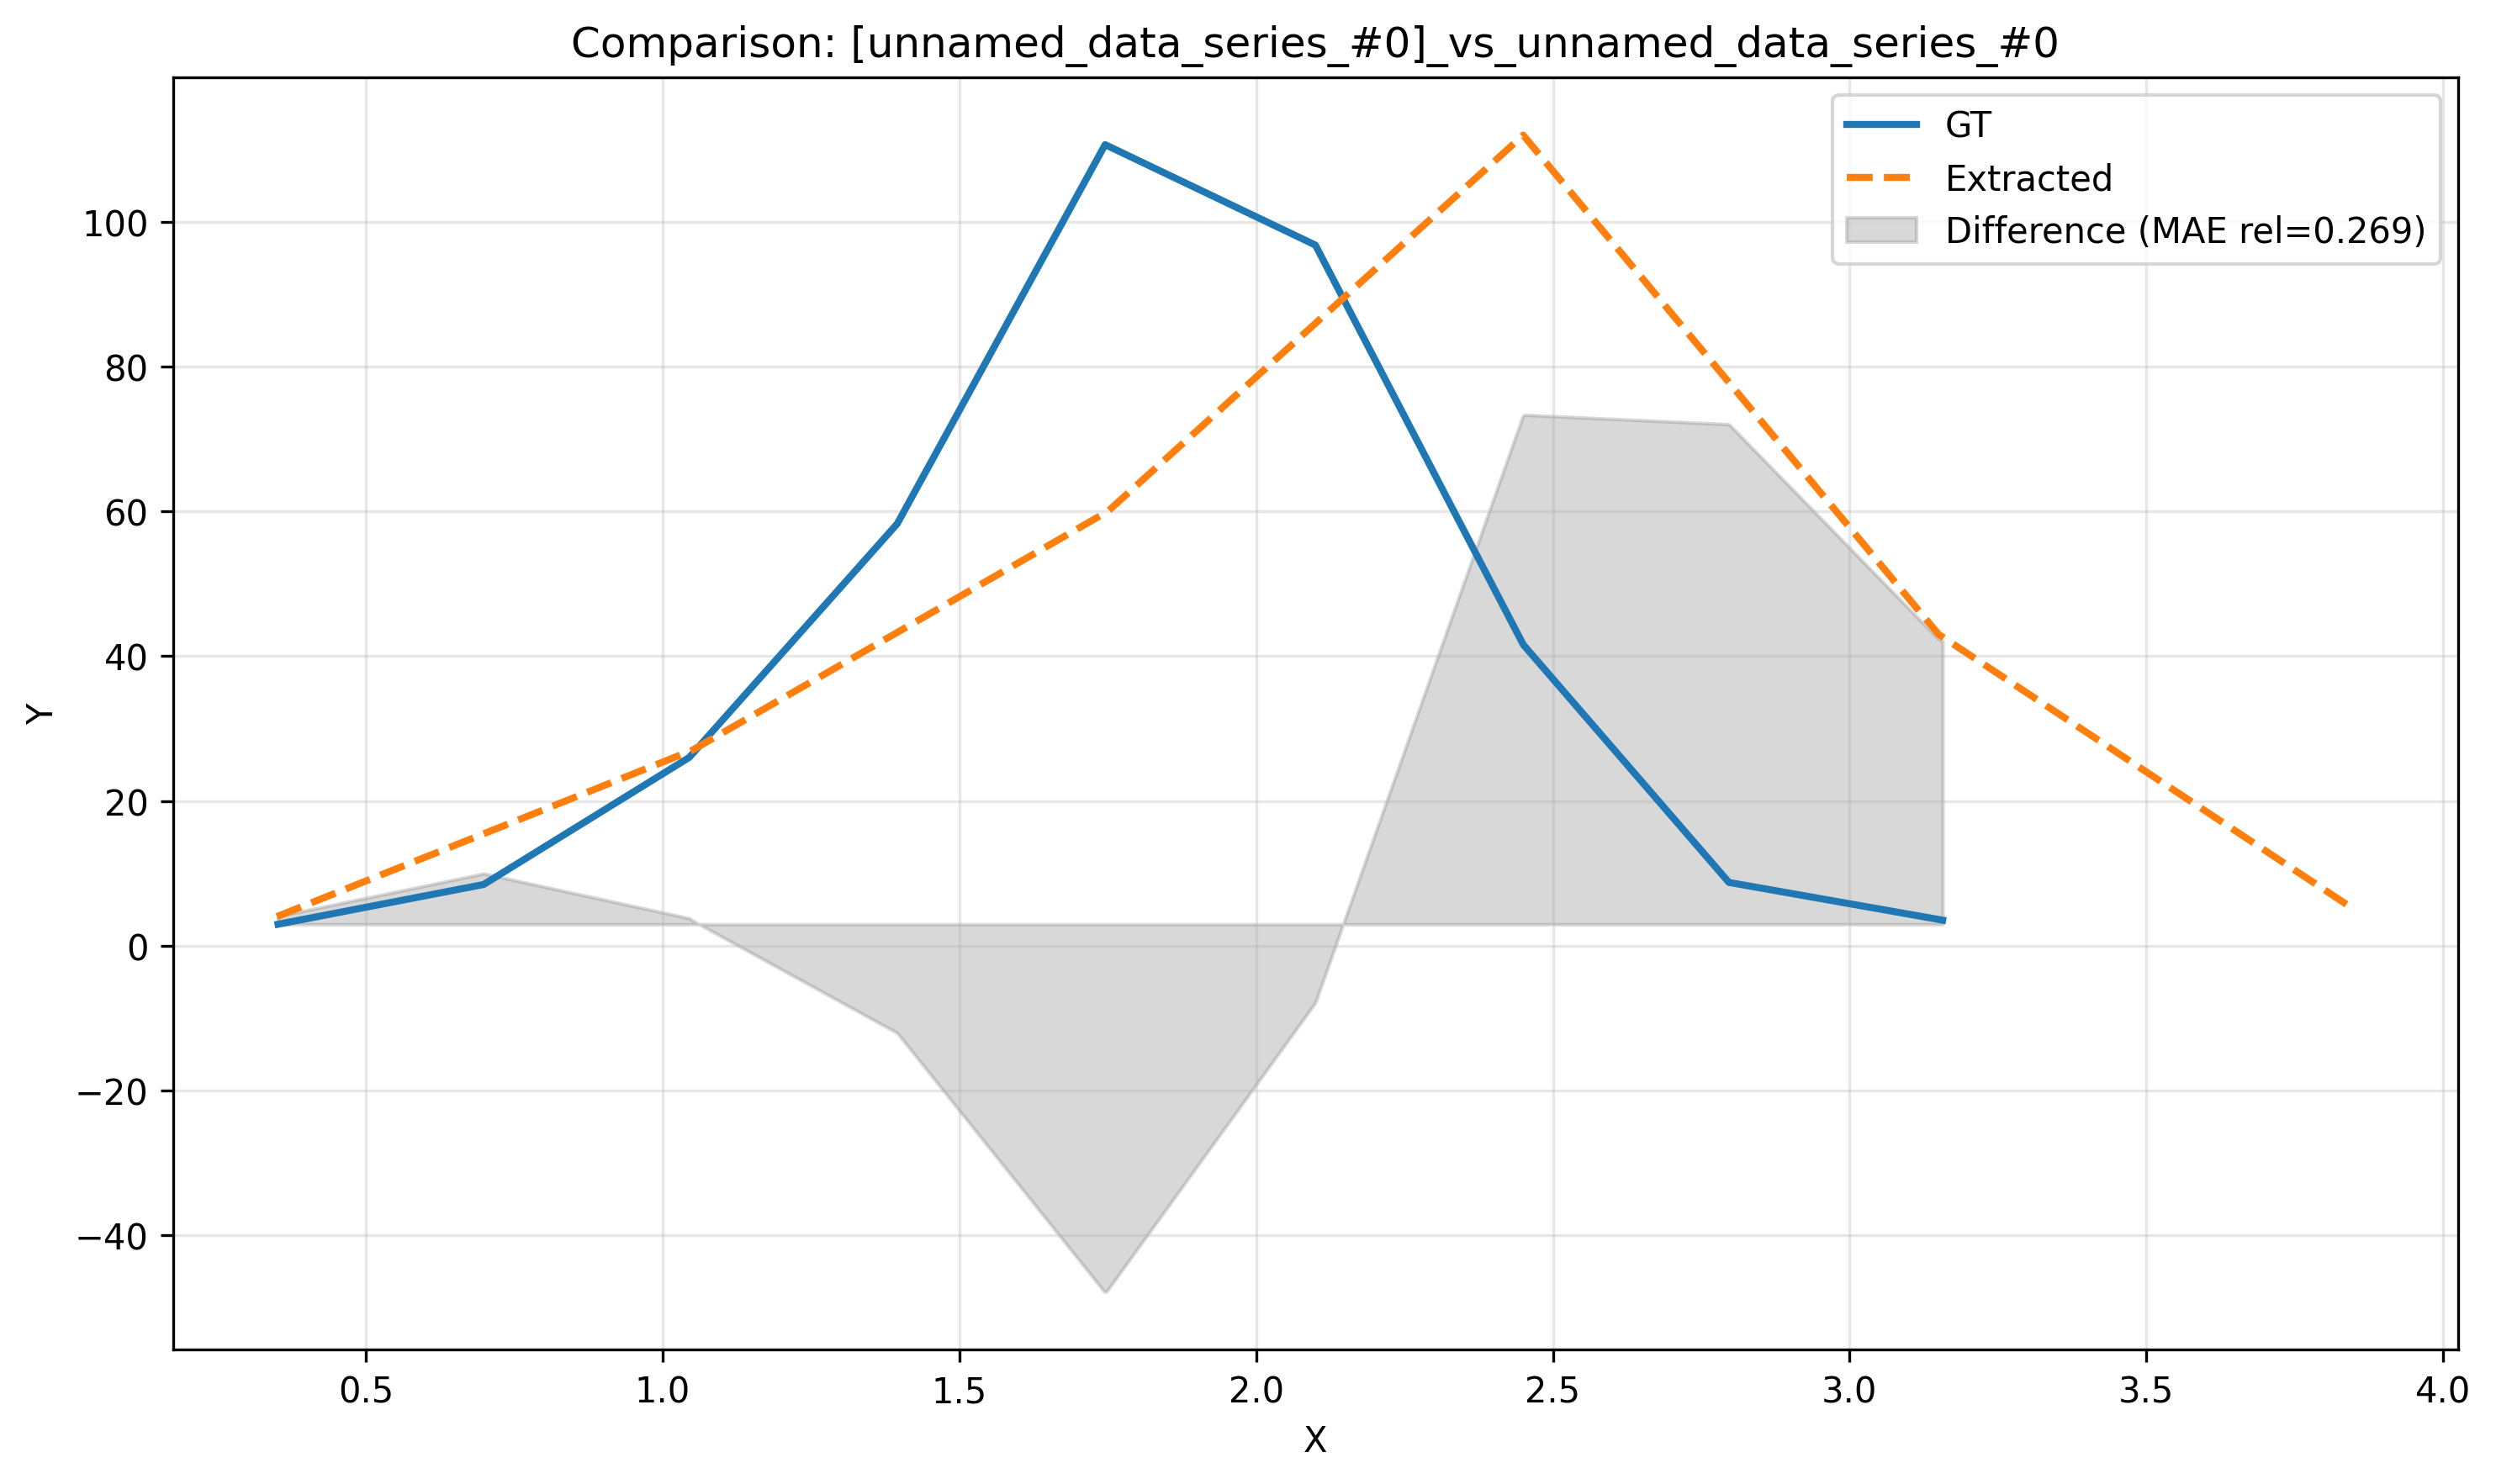 Comparison: [unnamed_data_series_#0]_vs_unnamed_data_series_#0
GT
Extracted
Difference (MAE rel=0.269)
100
80
60
40
20
0
−20
−40
Y
0.5 1.0 1.5 2.0 2.5 3.0 3.5 4.0
X